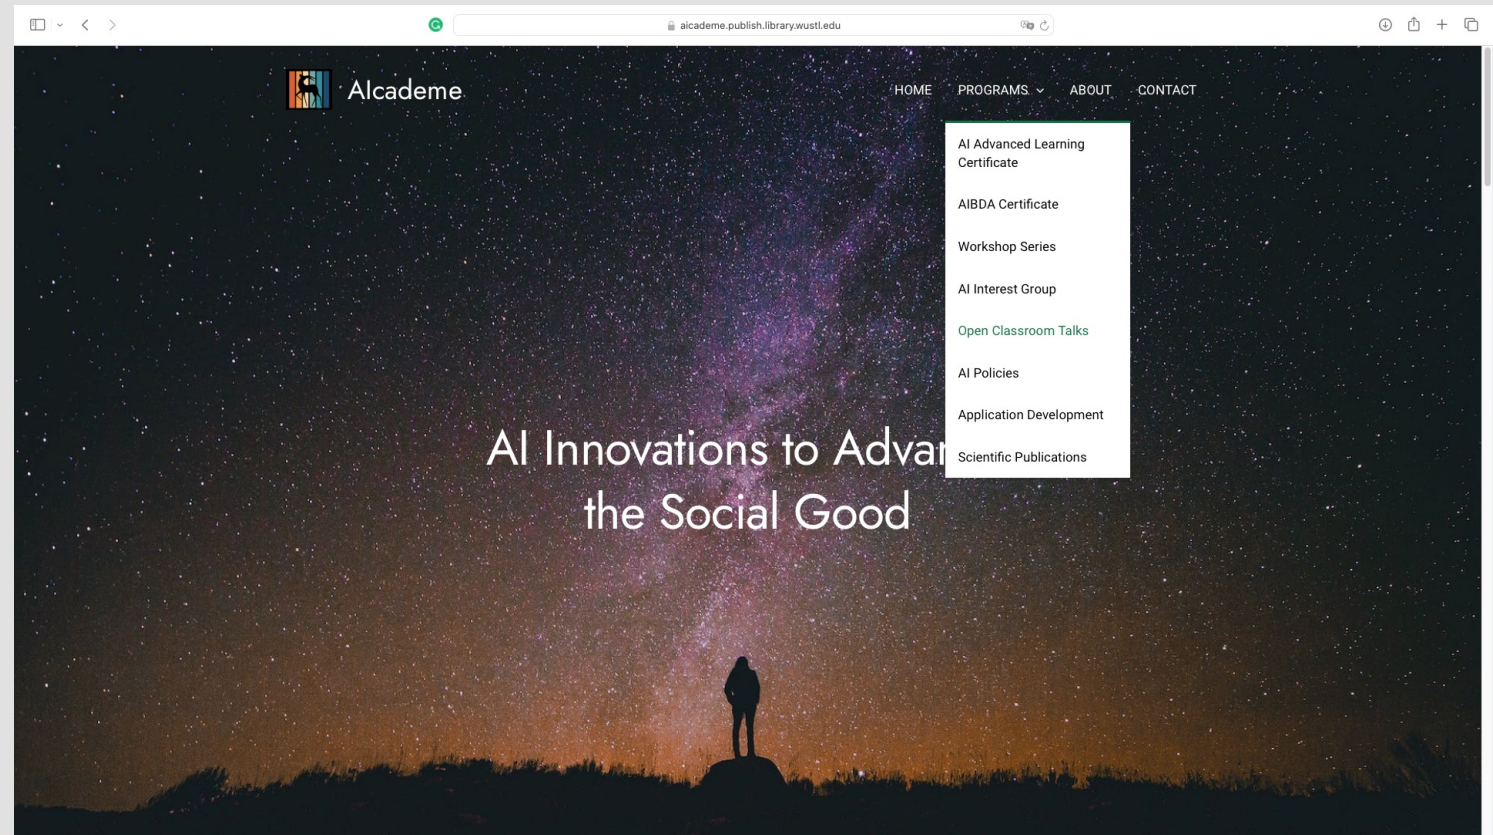 aicademe.publish.library.wustl.edu
AIcademe
HOME PROGRAMS ABOUT CONTACT
AI Advanced Learning
Certificate
AIBDA Certificate
Workshop Series
AI Interest Group
Open Classroom Talks
AI Policies
Application Development
Scientific Publications
AI Innovations to Advan
the Social Good